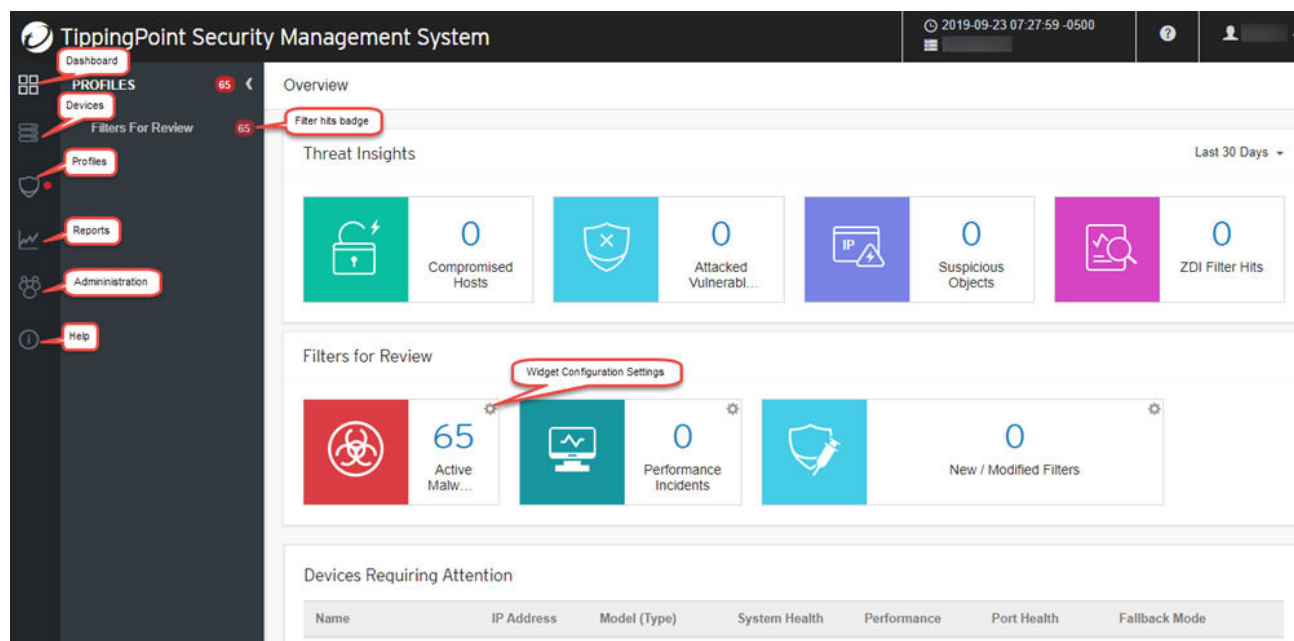 TippingPoint Security Management System
2019-09-23 07:27:59 -0500
Dashboard
PROFILES 65
Devices
Filters For Review 65
Filter hits badge
Profiles
Reports
Admininistration
Help
Overview
Threat Insights
Last 30 Days
0
Compromised
Hosts
0
Attacked
Vulnerabl...
IP
0
Suspicious
Objects
0
ZDI Filter Hits
Filters for Review
Widget Configuration Settings
65
Active
Malw...
0
Performance
Incidents
0
New / Modified Filters
Devices Requiring Attention
Name IP Address Model (Type) System Health Performance Port Health Fallback Mode